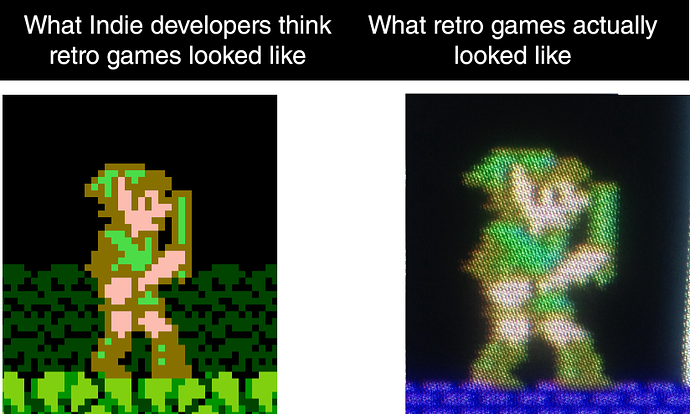 What Indie developers think
retro games looked like
What retro games actually
looked like